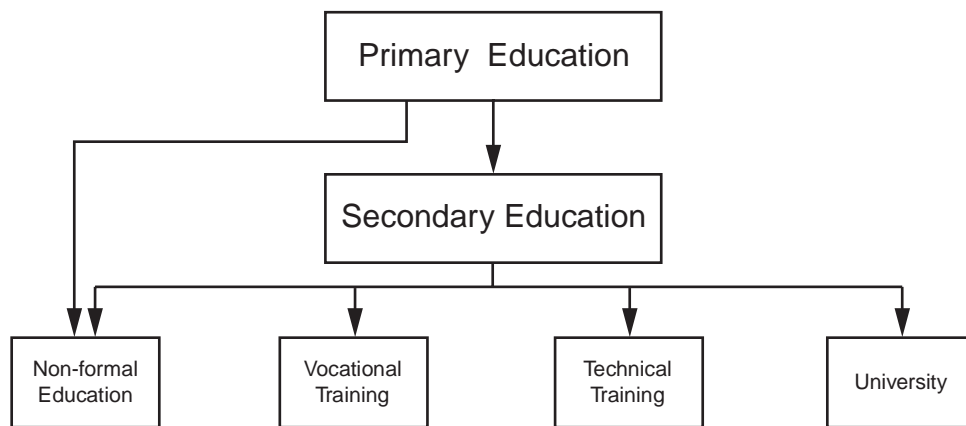 Primary Education
Secondary Education
Non-formal
Education
Vocational
Training
Technical
Training
University